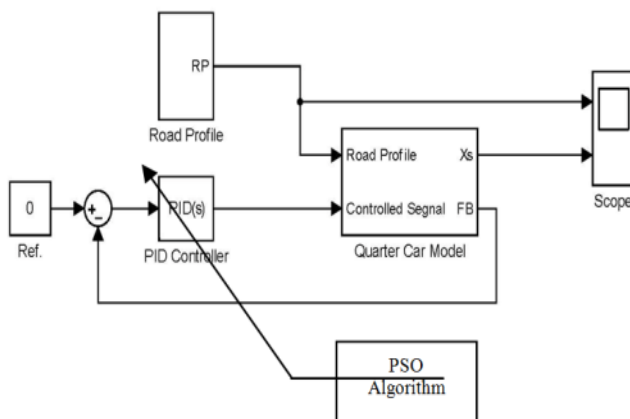 RP
Road Profile
Road Profile
Xs
Controlled Segnal
FB
Quarter Car Model
Scope
0
Ref.
+
-
PID(s)
PID Controller
PSO
Algorithm